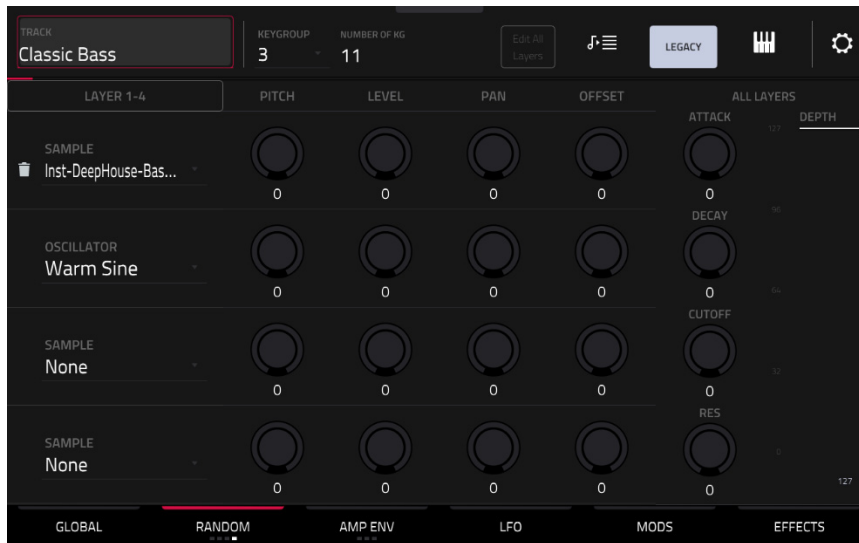 TRACK
Classic Bass
KEYGROUP
3
NUMBER OF KG
11
Edit All
Layers
LEGACY
LAYER 1-4 PITCH LEVEL PAN OFFSET ALL LAYERS
ATTACK 127 DEPTH
SAMPLE
Inst-DeepHouse-Bas...
0 0 0 0 0
DECAY 96
OSCILLATOR
Warm Sine
0 0 0 0 0 64
CUTOFF
SAMPLE
None 32
0 0 0 0 0
RES
SAMPLE 0
None
127
0 0 0 0 0
GLOBAL RANDOM AMP ENV LFO MODS EFFECTS